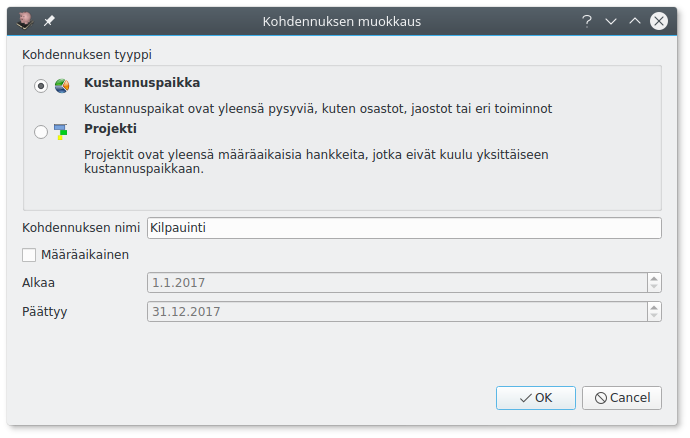 Kohdennuksen muokkaus
?
Kohdennuksen tyyppi
Kustannuspaikka
Kustannuspaikat ovat yleensä pysyviä, kuten osastot, jaostot tai eri toiminnot
Projekti
Projektit ovat yleensä määräaikaisia hankkeita, jotka eivät kuulu yksittäiseen
kustannuspaikkaan.
Kohdennuksen nimi Kilpauinti
Määräaikainen
Alkaa 1.1.2017
Päättyy 31.12.2017
OK Cancel